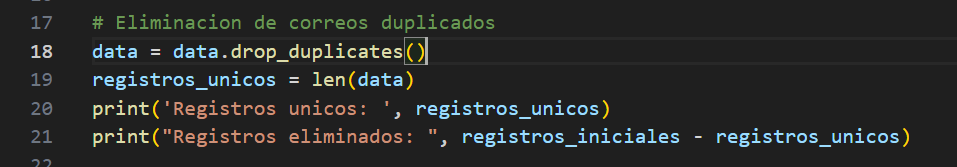 17 # Eliminacion de correos duplicados
18 data = data.drop_duplicates()
19 registros_unicos = len(data)
20 print('Registros unicos: ', registros_unicos)
21 print("Registros eliminados: ", registros_iniciales - registros_unicos)
22